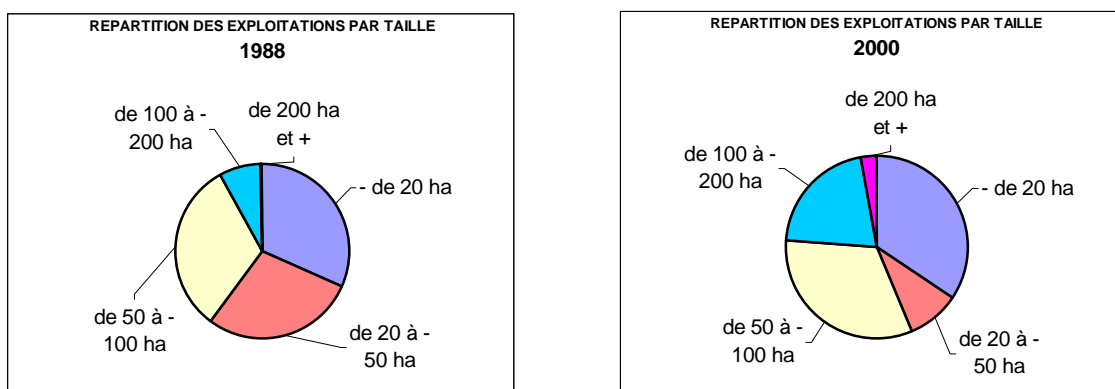 REPARTITION DES EXPLOITATIONS PAR TAILLE
1988
de 100 à -
200 ha
de 200 ha
et +
- de 20 ha
de 50 à -
100 ha
de 20 à -
50 ha
REPARTITION DES EXPLOITATIONS PAR TAILLE
2000
de 200 ha
et +
de 100 à -
200 ha
- de 20 ha
de 50 à -
100 ha
de 20 à -
50 ha